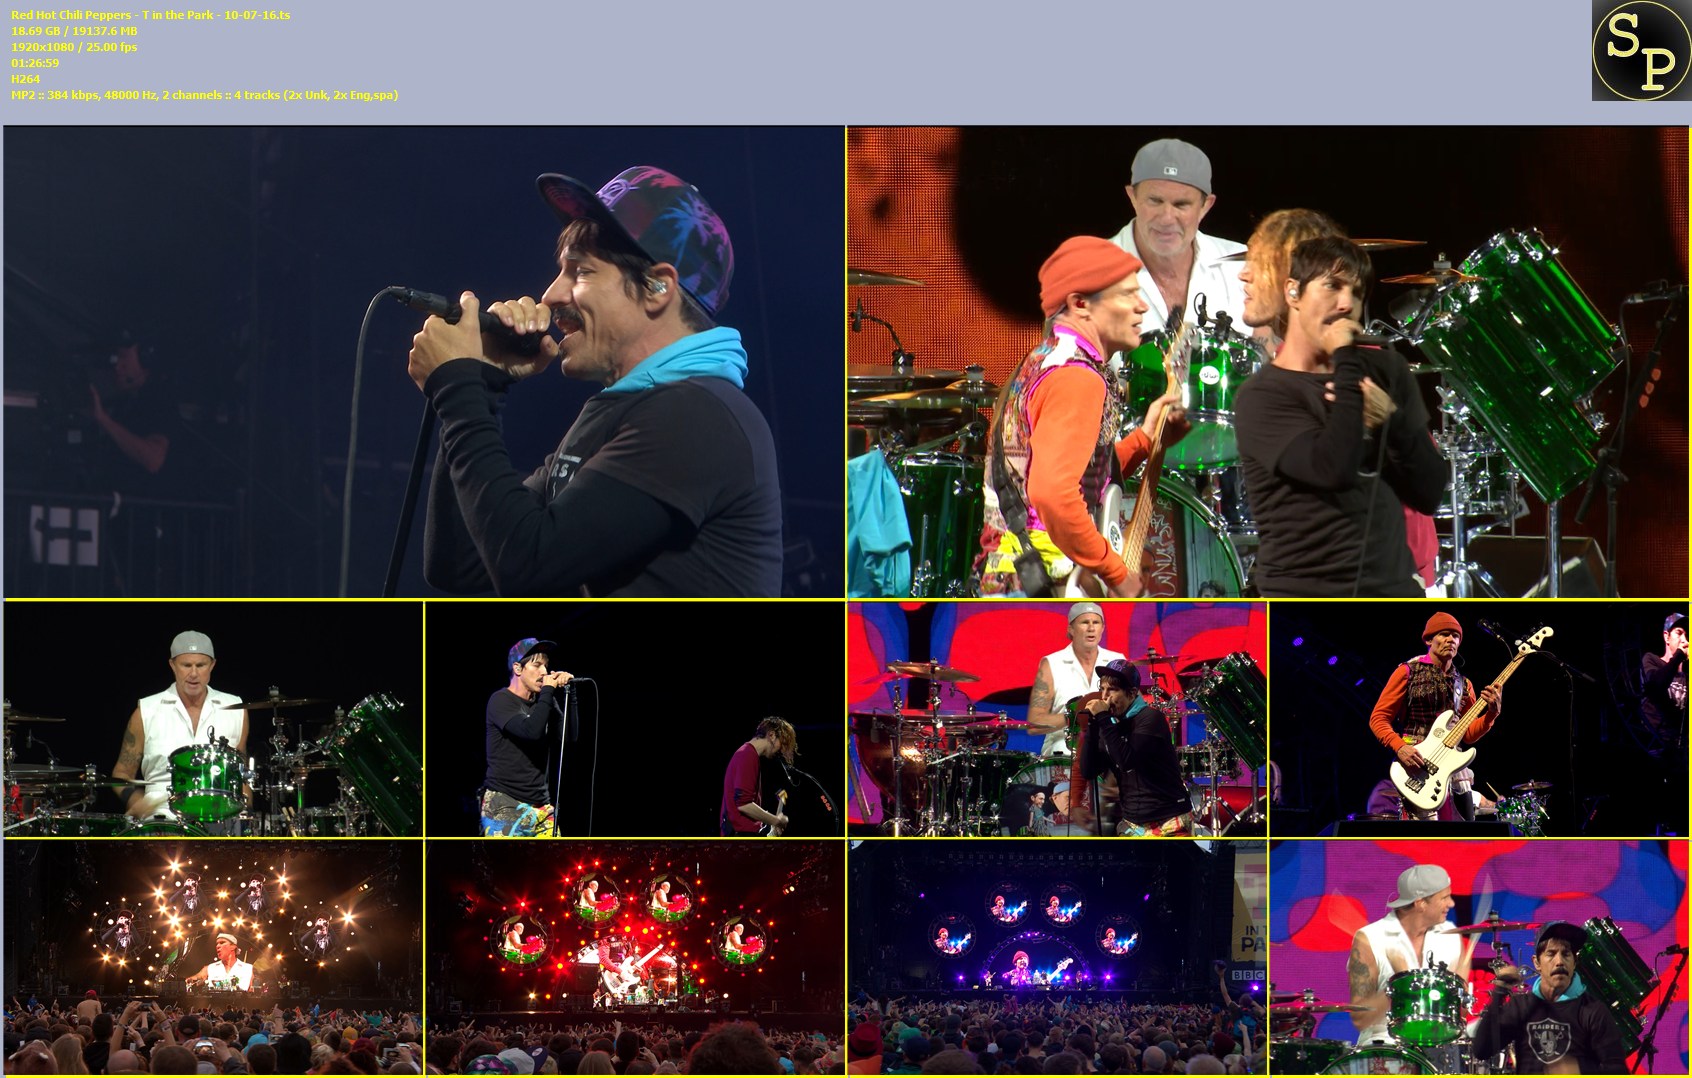 Red Hot Chili Peppers - T in the Park - 10-07-16.ts
18.69 GB / 19137.6 MB
1920x1080 / 25.00 fps
01:26:59
H264
MP2 :: 384 kbps, 48000 Hz, 2 channels :: 4 tracks (2x Unk, 2x Eng,spa)
SP
BBC
RAIDERS